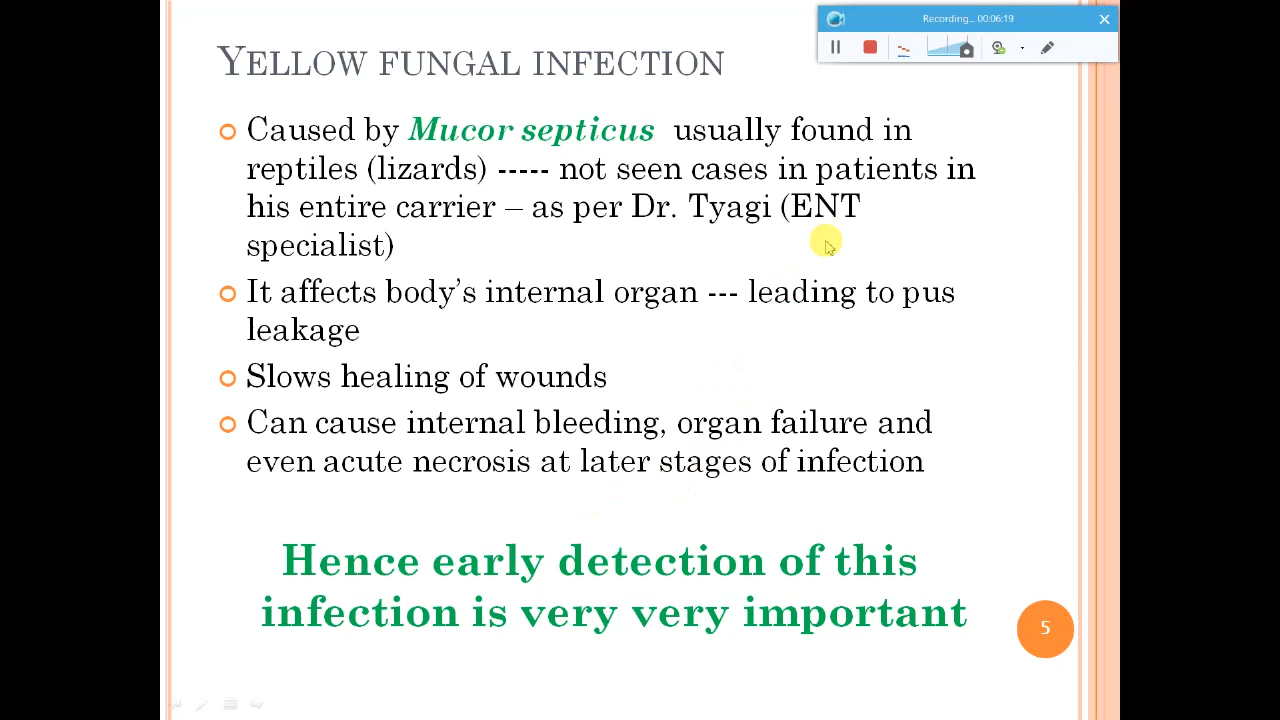 Recording... 00:06:19
YELLOW FUNGAL INFECTION
Caused by Mucor septicus usually found in
reptiles (lizards) ----- not seen cases in patients in
his entire carrier – as per Dr. Tyagi (ENT
specialist)
It affects body's internal organ --- leading to pus
leakage
Slows healing of wounds
Can cause internal bleeding, organ failure and
even acute necrosis at later stages of infection
Hence early detection of this
infection is very very important
5